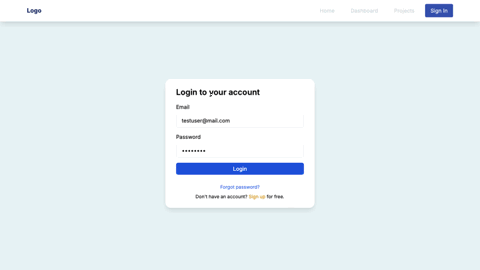 Logo
Home Dashboard Projects Sign In
Login to your account
Email
testuser@mail.com
Password
••••••••
Login
Forgot password?
Don't have an account? Sign up for free.